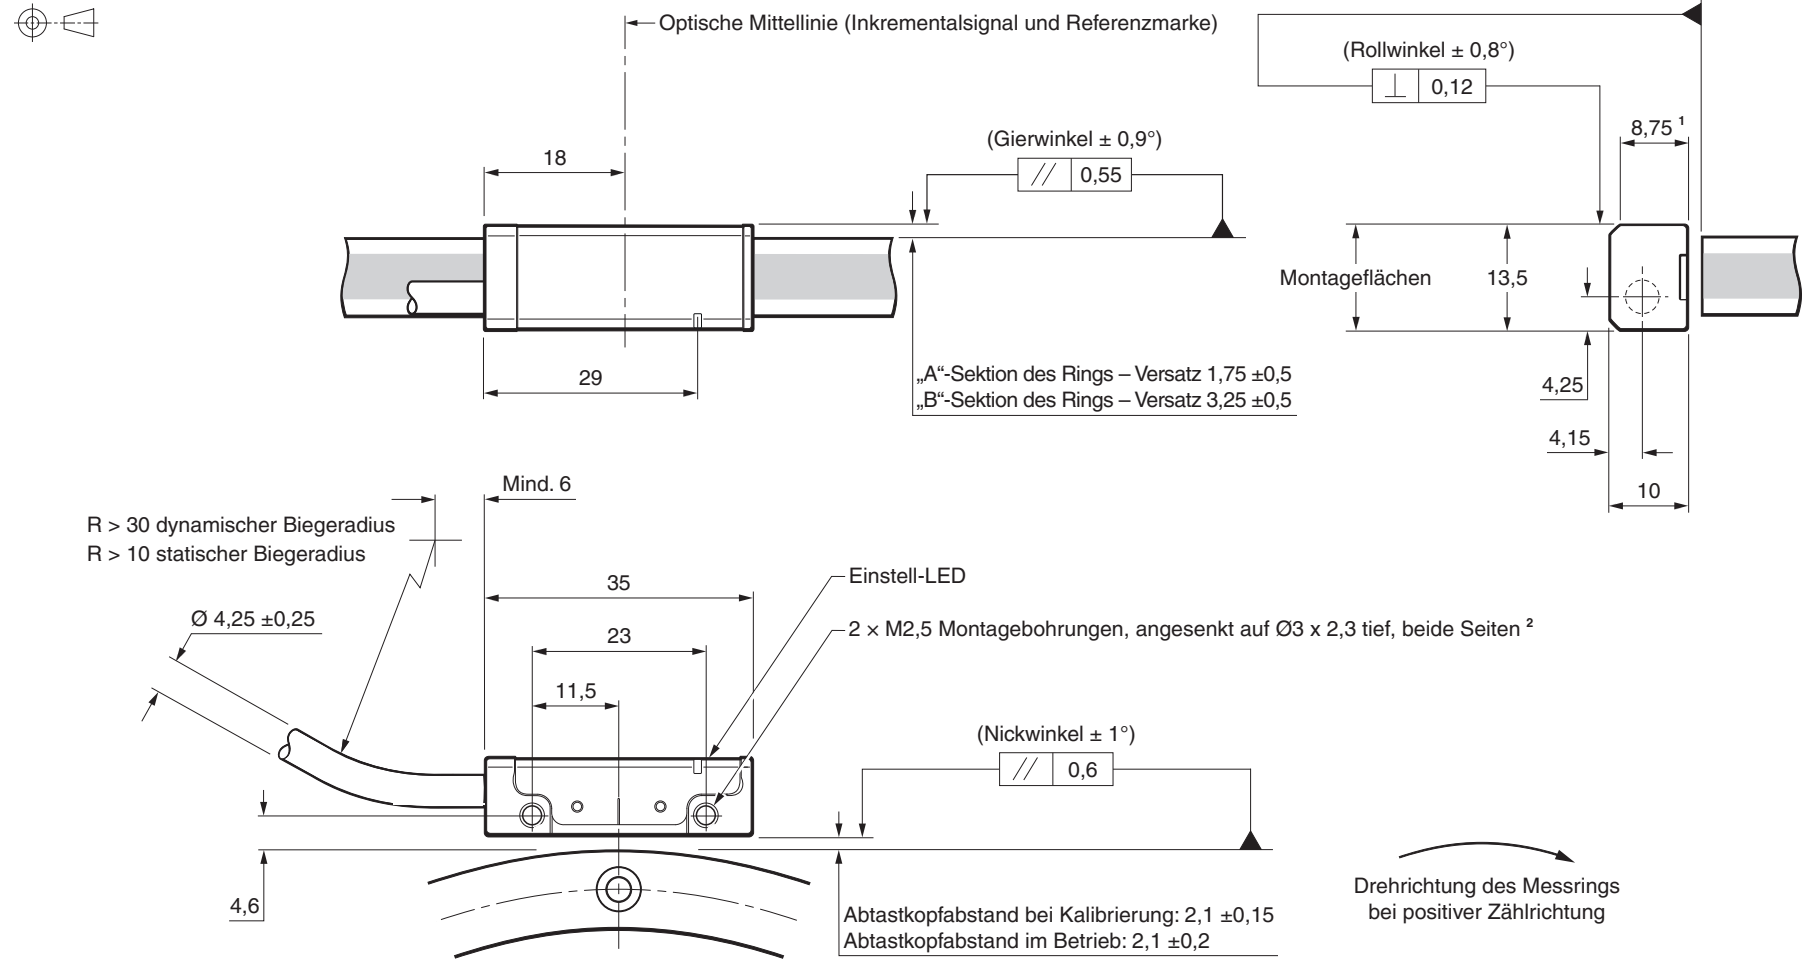 Optische Mittellinie (Inkrementalsignal und Referenzmarke)
(Rollwinkel ± 0,8°)
⊥ 0,12
8,75 ¹
(Gierwinkel ± 0,9°)
// 0,55
18
Montageflächen
13,5
29
„A“-Sektion des Rings – Versatz 1,75 ±0,5
„B“-Sektion des Rings – Versatz 3,25 ±0,5
4,25
4,15
10
Mind. 6
R > 30 dynamischer Biegeradius
R > 10 statischer Biegeradius
Einstell-LED
35
Ø 4,25 ±0,25
23
2 × M2,5 Montagebohrungen, angesenkt auf Ø3 x 2,3 tief, beide Seiten ²
11,5
(Nickwinkel ± 1°)
// 0,6
4,6
Abtastkopfabstand bei Kalibrierung: 2,1 ±0,15
Abtastkopfabstand im Betrieb: 2,1 ±0,2
Drehrichtung des Messrings
bei positiver Zählrichtung